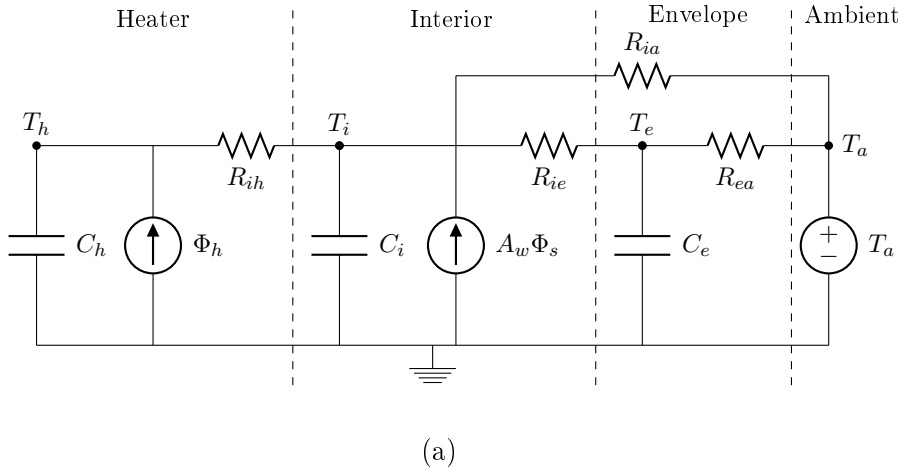 Heater Interior Envelope Ambient
R_ia
T_h T_i T_e T_a
R_ih R_ie R_ea
C_h Φ_h C_i A_wΦ_s C_e + − T_a
(a)